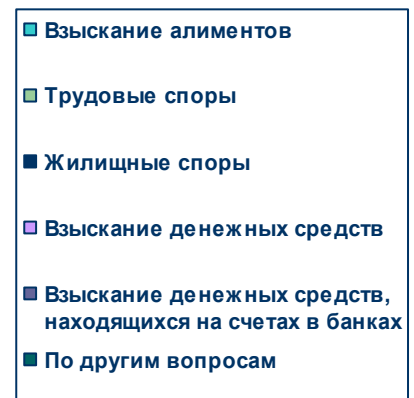 Взыскание алиментов
Трудовые споры
Жилищные споры
Взыскание денежных средств
Взыскание денежных средств,
находящихся на счетах в банках
По другим вопросам